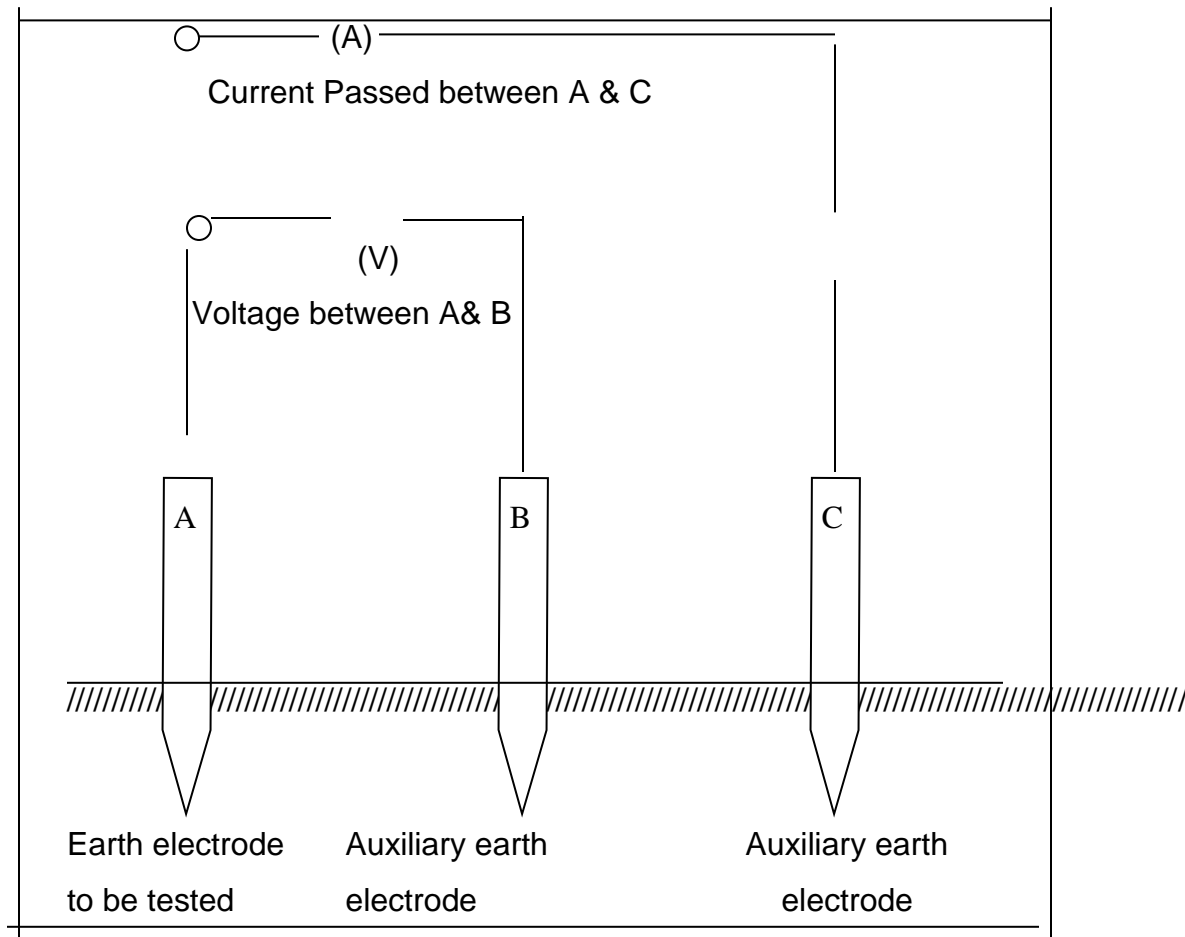 (A)
Current Passed between A & C
(V)
Voltage between A& B
A B C
Earth electrode Auxiliary earth Auxiliary earth
to be tested electrode electrode